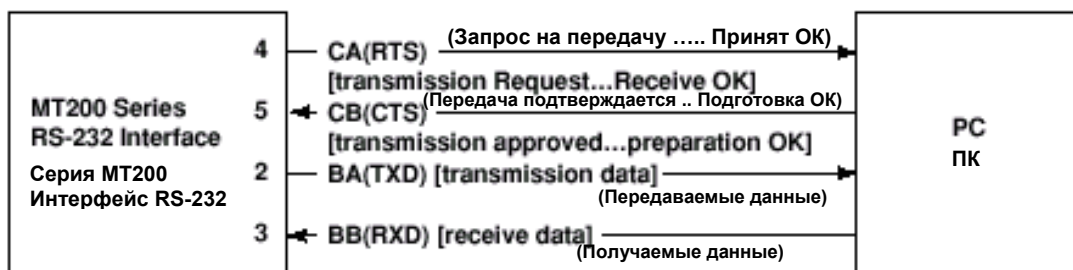 4 CA(RTS) (Запрос на передачу ….. Принят ОК)
[transmission Request...Receive OK]
MT200 Series
RS-232 Interface
5 CB(CTS) (Передача подтверждается .. Подготовка ОК)
[transmission approved...preparation OK]
PC
ПК
Серия MT200
Интерфейс RS-232
2 BA(TXD) [transmission data]
(Передаваемые данные)
3 BB(RXD) [receive data]
(Получаемые данные)